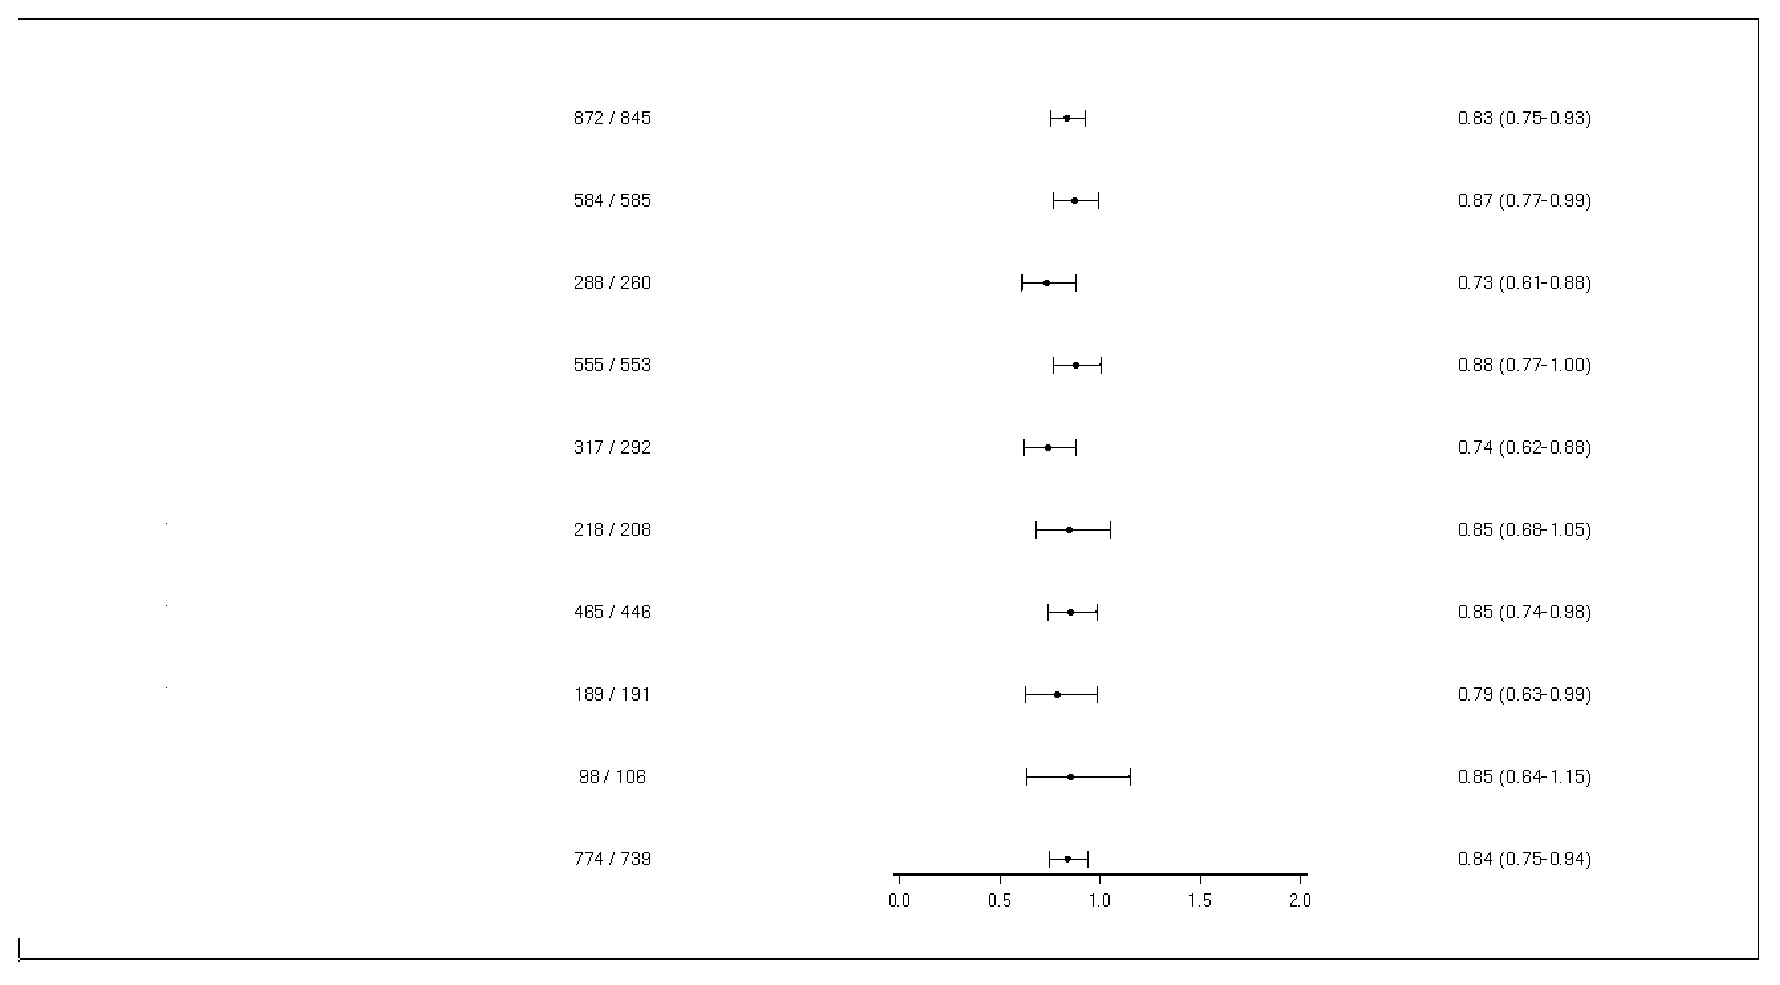 872 / 845 0.83 (0.75-0.93)
584 / 585 0.87 (0.77-0.99)
288 / 260 0.73 (0.61-0.88)
555 / 553 0.88 (0.77-1.00)
317 / 292 0.74 (0.62-0.88)
218 / 208 0.85 (0.68-1.05)
465 / 446 0.85 (0.74-0.98)
189 / 191 0.79 (0.63-0.99)
98 / 106 0.85 (0.64-1.15)
774 / 739 0.84 (0.75-0.94)
0.0 0.5 1.0 1.5 2.0